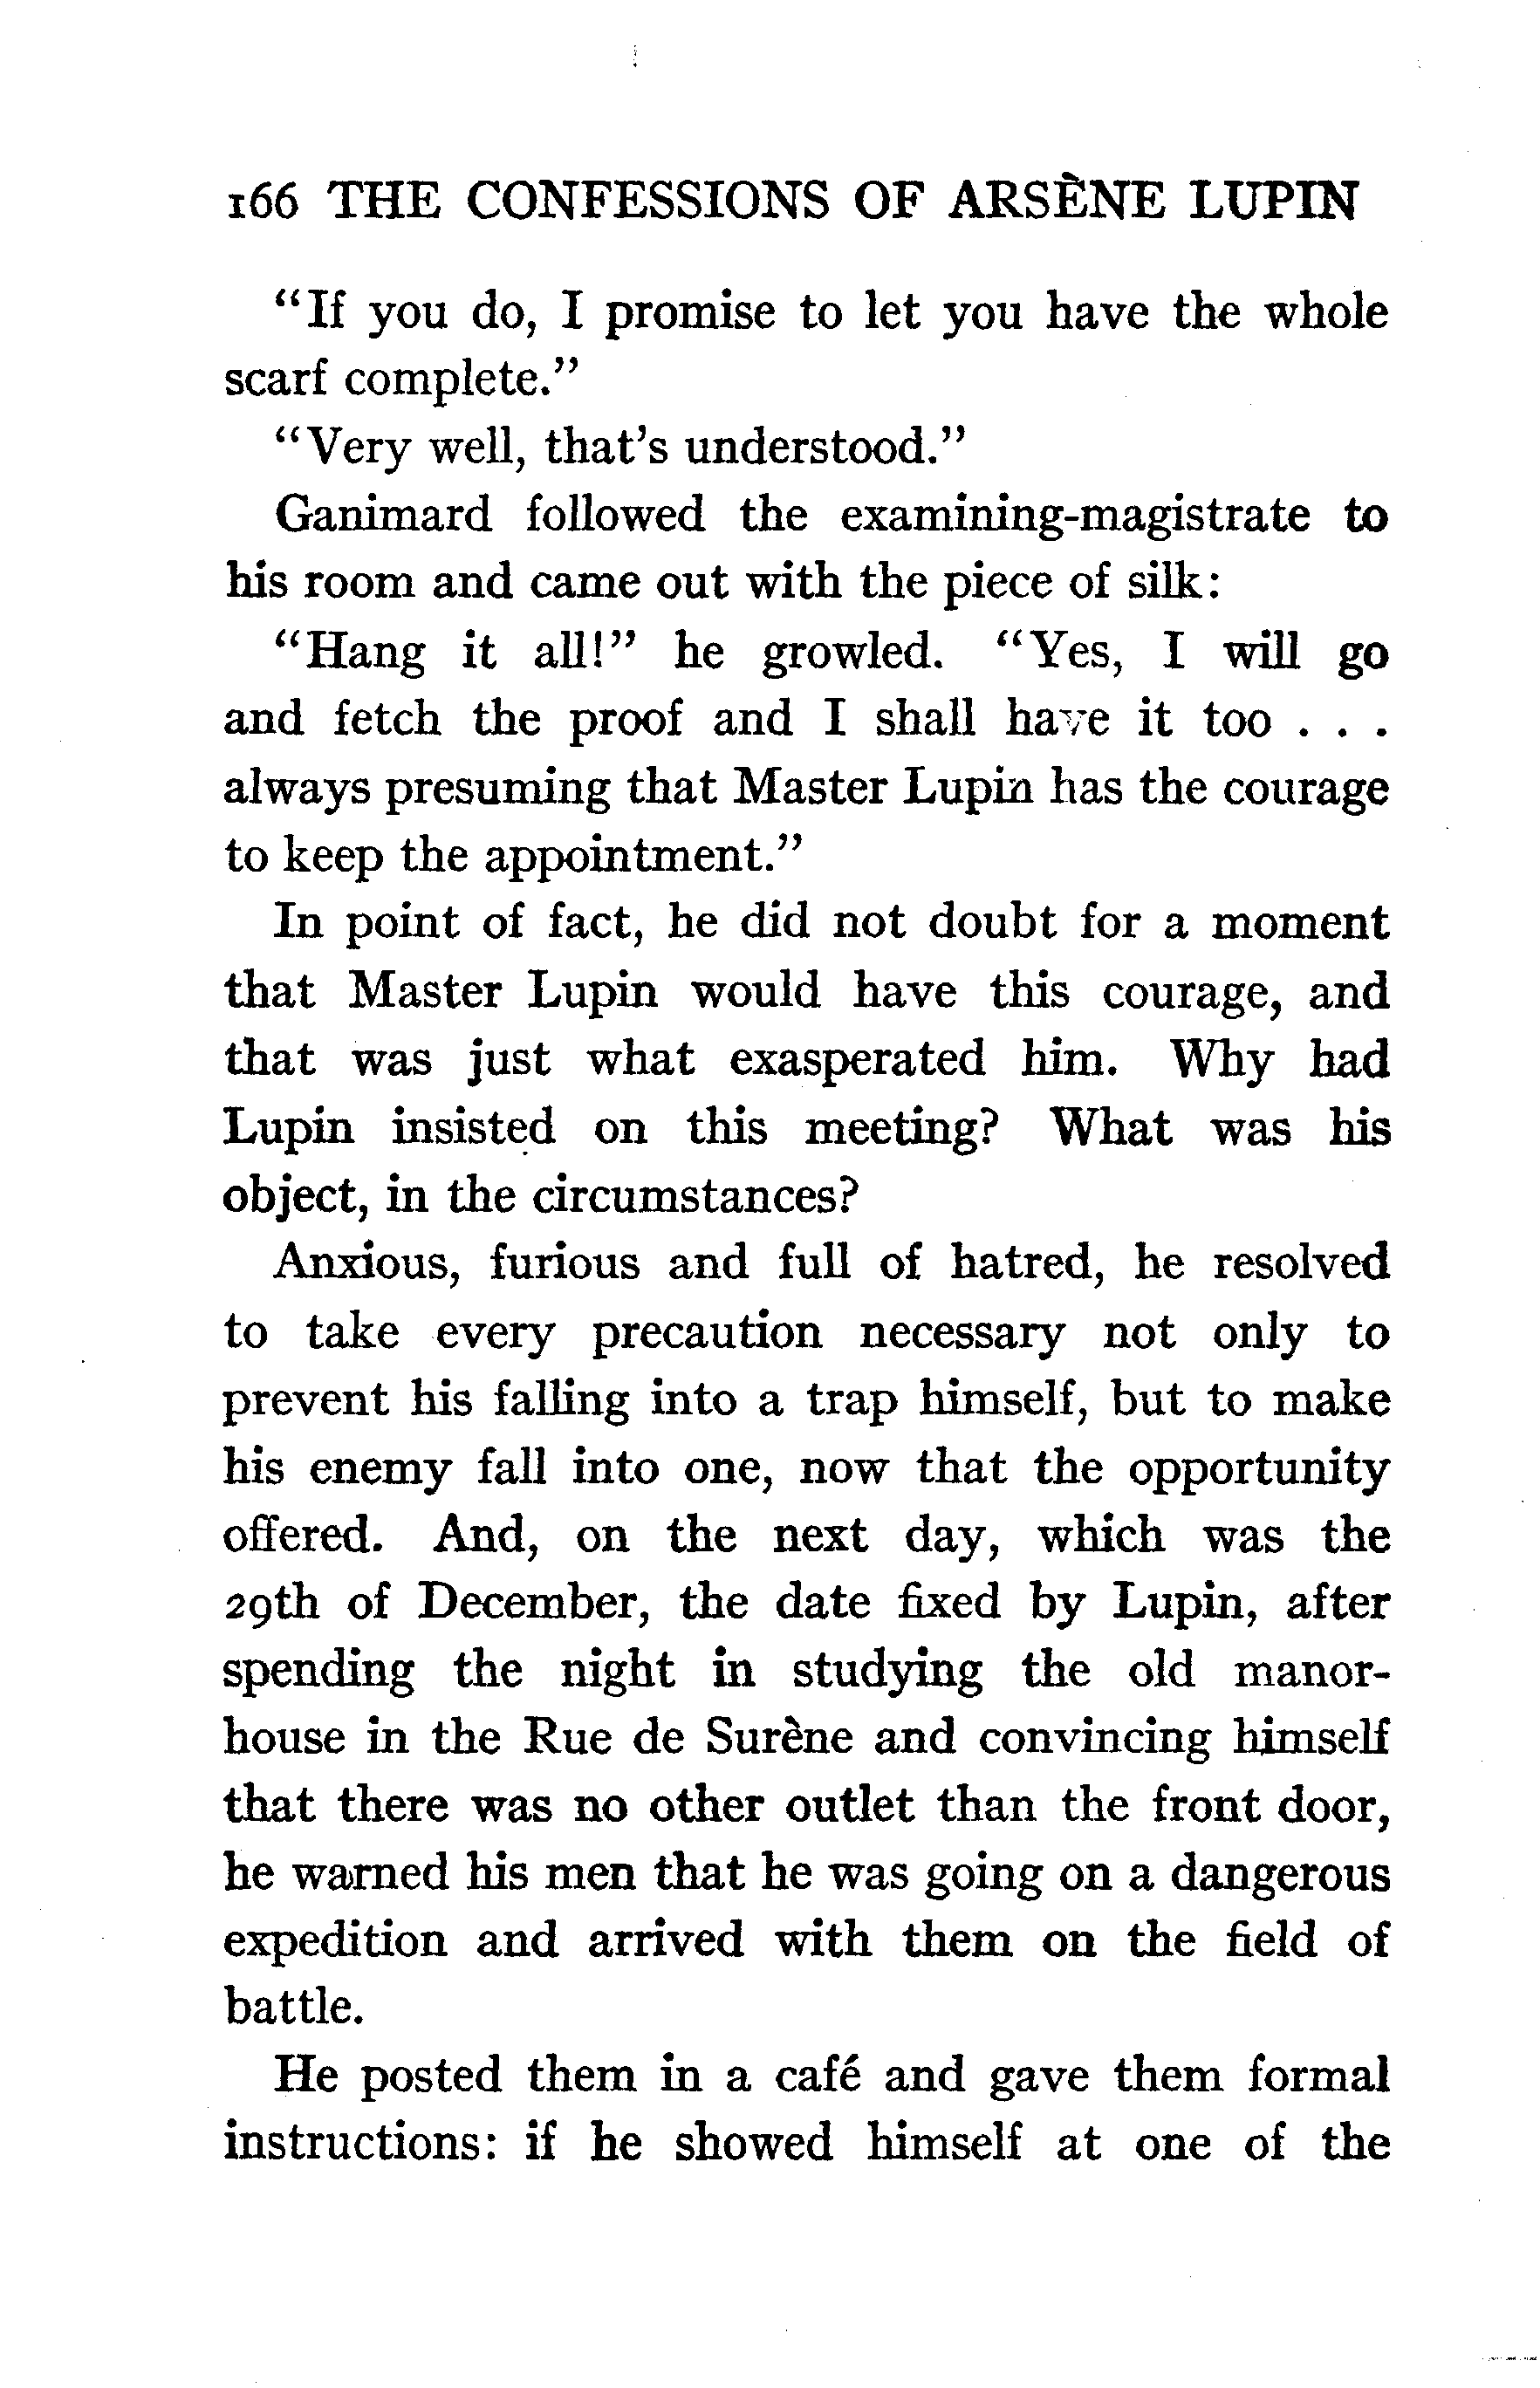 166 THE CONFESSIONS OF ARSÈNE LUPIN
"If you do, I promise to let you have the whole
scarf complete."
"Very well, that's understood."
Ganimard followed the examining-magistrate to
his room and came out with the piece of silk:
"Hang it all!" he growled. "Yes, I will go
and fetch the proof and I shall have it too . . .
always presuming that Master Lupin has the courage
to keep the appointment."
In point of fact, he did not doubt for a moment
that Master Lupin would have this courage, and
that was just what exasperated him. Why had
Lupin insisted on this meeting? What was his
object, in the circumstances?
Anxious, furious and full of hatred, he resolved
to take every precaution necessary not only to
prevent his falling into a trap himself, but to make
his enemy fall into one, now that the opportunity
offered. And, on the next day, which was the
29th of December, the date fixed by Lupin, after
spending the night in studying the old manor-
house in the Rue de Surène and convincing himself
that there was no other outlet than the front door,
he warned his men that he was going on a dangerous
expedition and arrived with them on the field of
battle.
He posted them in a café and gave them formal
instructions: if he showed himself at one of the